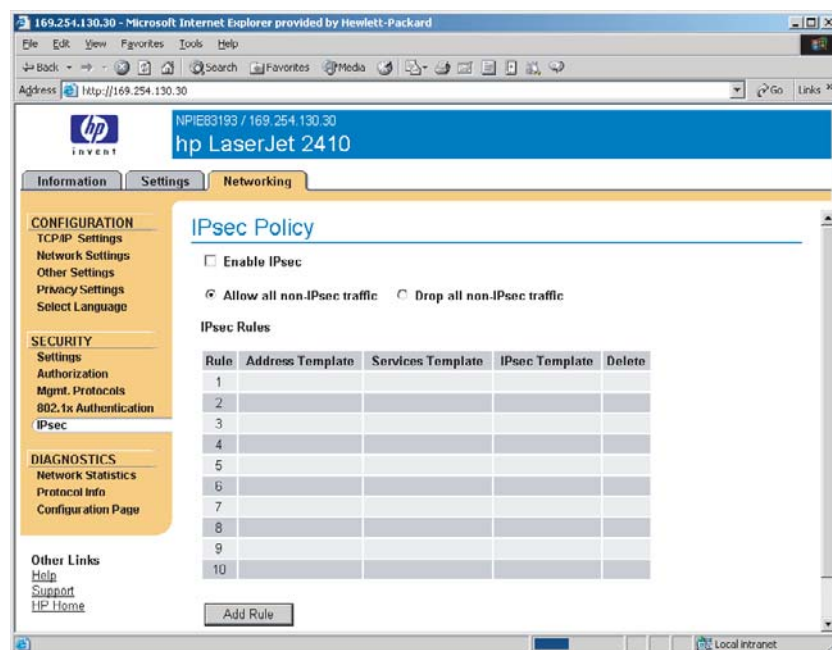 169.254.130.30 - Microsoft Internet Explorer provided by Hewlett-Packard
File Edit View Favorites Tools Help
Back Search Favorites Media
Address http://169.254.130.30 Go Links »
hp
invent
NPIE83193 / 169.254.130.30
hp LaserJet 2410
Information Settings Networking
CONFIGURATION
TCP/IP Settings
Network Settings
Other Settings
Privacy Settings
Select Language
SECURITY
Settings
Authorization
Mgmt. Protocols
802.1x Authentication
IPsec
DIAGNOSTICS
Network Statistics
Protocol Info
Configuration Page
Other Links
Help
Support
HP Home
IPsec Policy
Enable IPsec
Allow all non-IPsec traffic Drop all non-IPsec traffic
IPsec Rules
Rule Address Template Services Template IPsec Template Delete
1
2
3
4
5
6
7
8
9
10
Add Rule
Local intranet